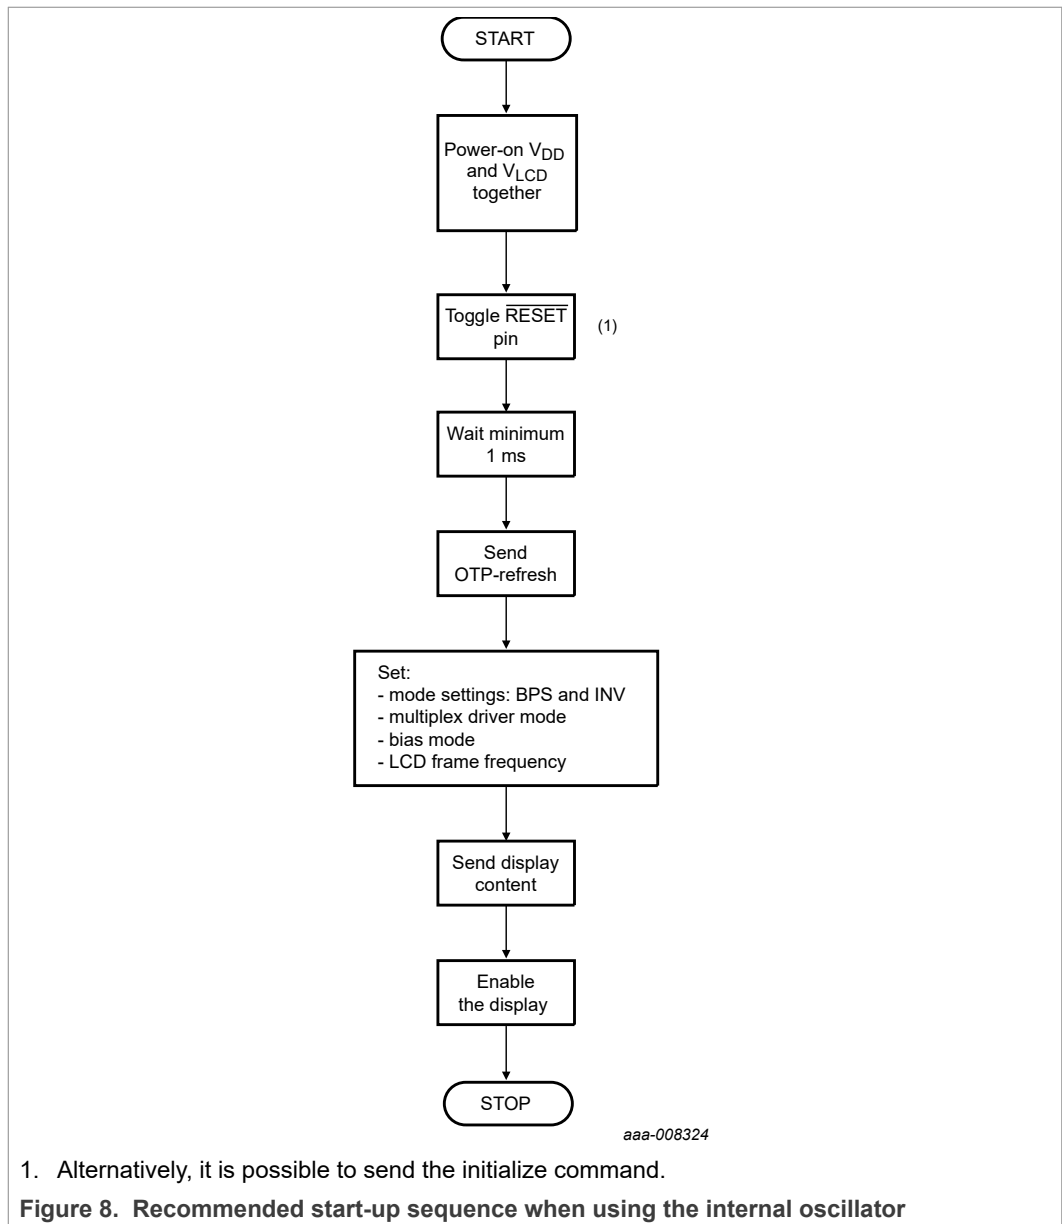 START
Power-on VDD
and VLCD
together
Toggle RESET
pin
(1)
Wait minimum
1 ms
Send
OTP-refresh
Set:
- mode settings: BPS and INV
- multiplex driver mode
- bias mode
- LCD frame frequency
Send display
content
Enable
the display
STOP
aaa-008324
1. Alternatively, it is possible to send the initialize command.
Figure 8. Recommended start-up sequence when using the internal oscillator